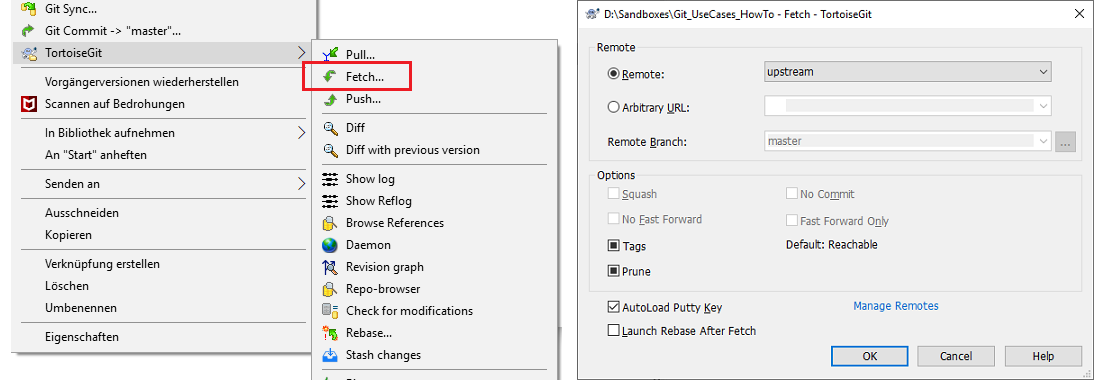 Git Sync...
Git Commit -> "master"...
TortoiseGit
Vorgängerversionen wiederherstellen
Scannen auf Bedrohungen
In Bibliothek aufnehmen
An "Start" anheften
Senden an
Ausschneiden
Kopieren
Verknüpfung erstellen
Löschen
Umbenennen
Eigenschaften
Pull...
Fetch...
Push...
Diff
Diff with previous version
Show log
Show Reflog
Browse References
Daemon
Revision graph
Repo-browser
Check for modifications
Rebase...
Stash changes
D:\Sandboxes\Git_UseCases_HowTo - Fetch - TortoiseGit
Remote
Remote: upstream
Arbitrary URL:
Remote Branch: master ...
Options
Squash No Commit
No Fast Forward Fast Forward Only
Tags Default: Reachable
Prune
AutoLoad Putty Key Manage Remotes
Launch Rebase After Fetch
OK Cancel Help